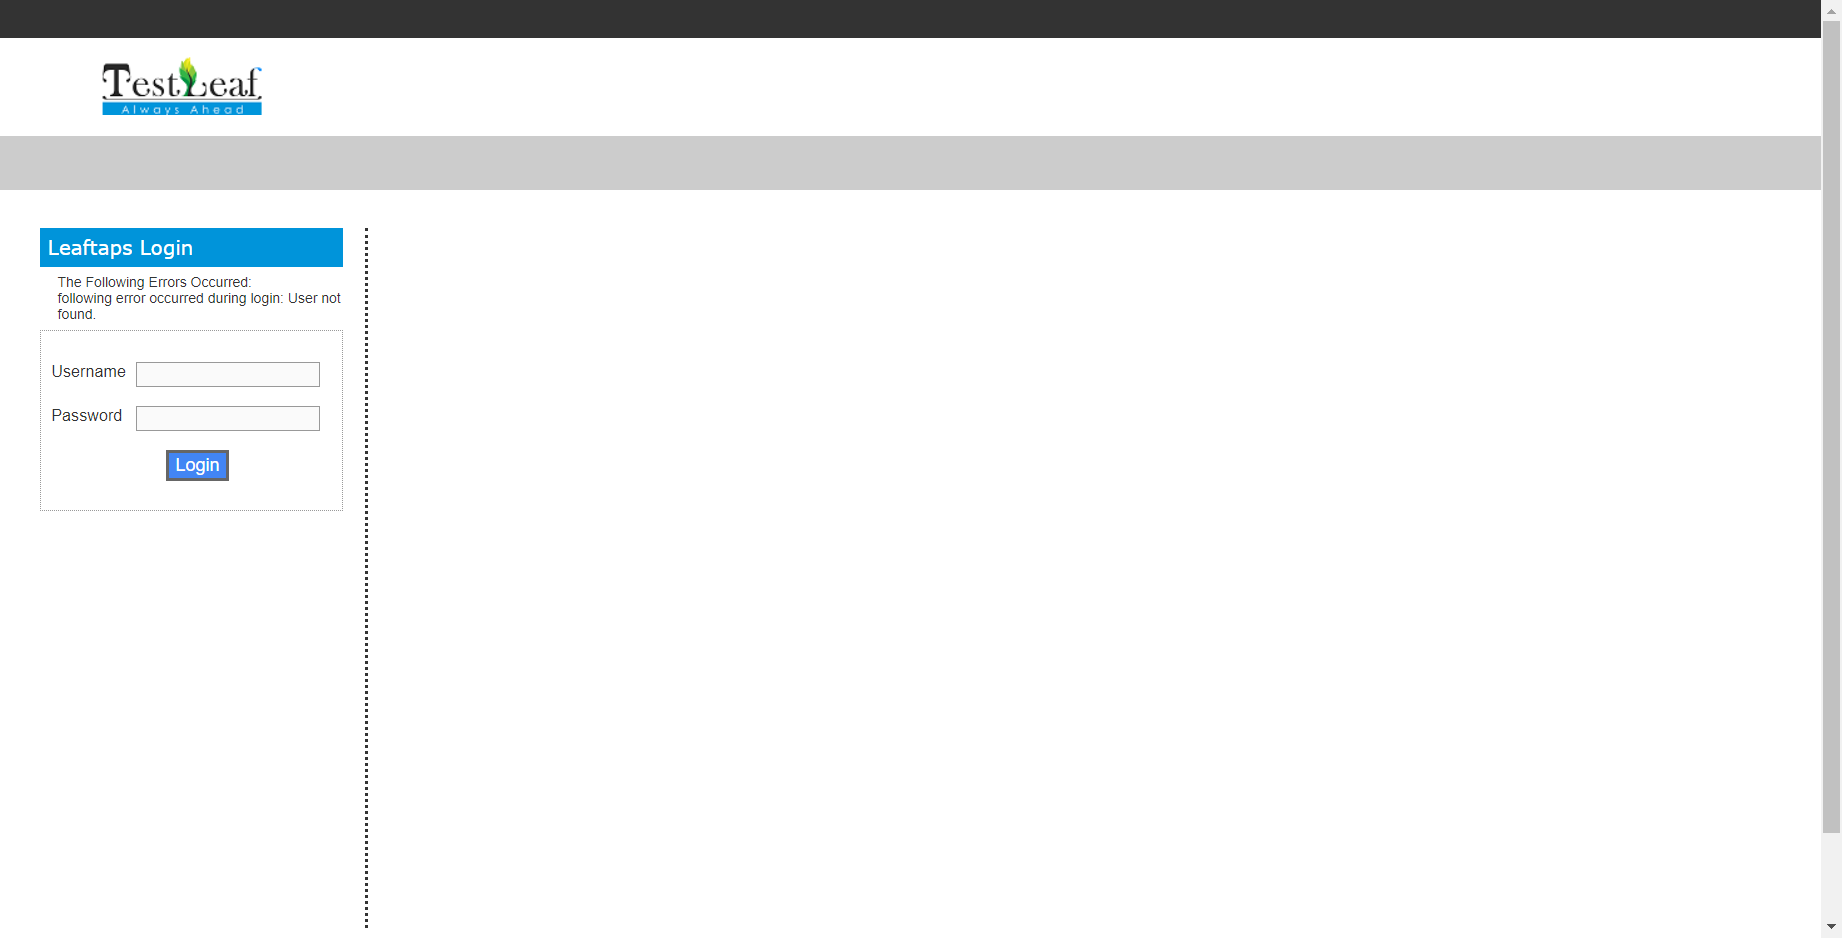 TestLeaf
Always Ahead
Leaftaps Login
The Following Errors Occurred:
following error occurred during login: User not
found.
Username
Password
Login